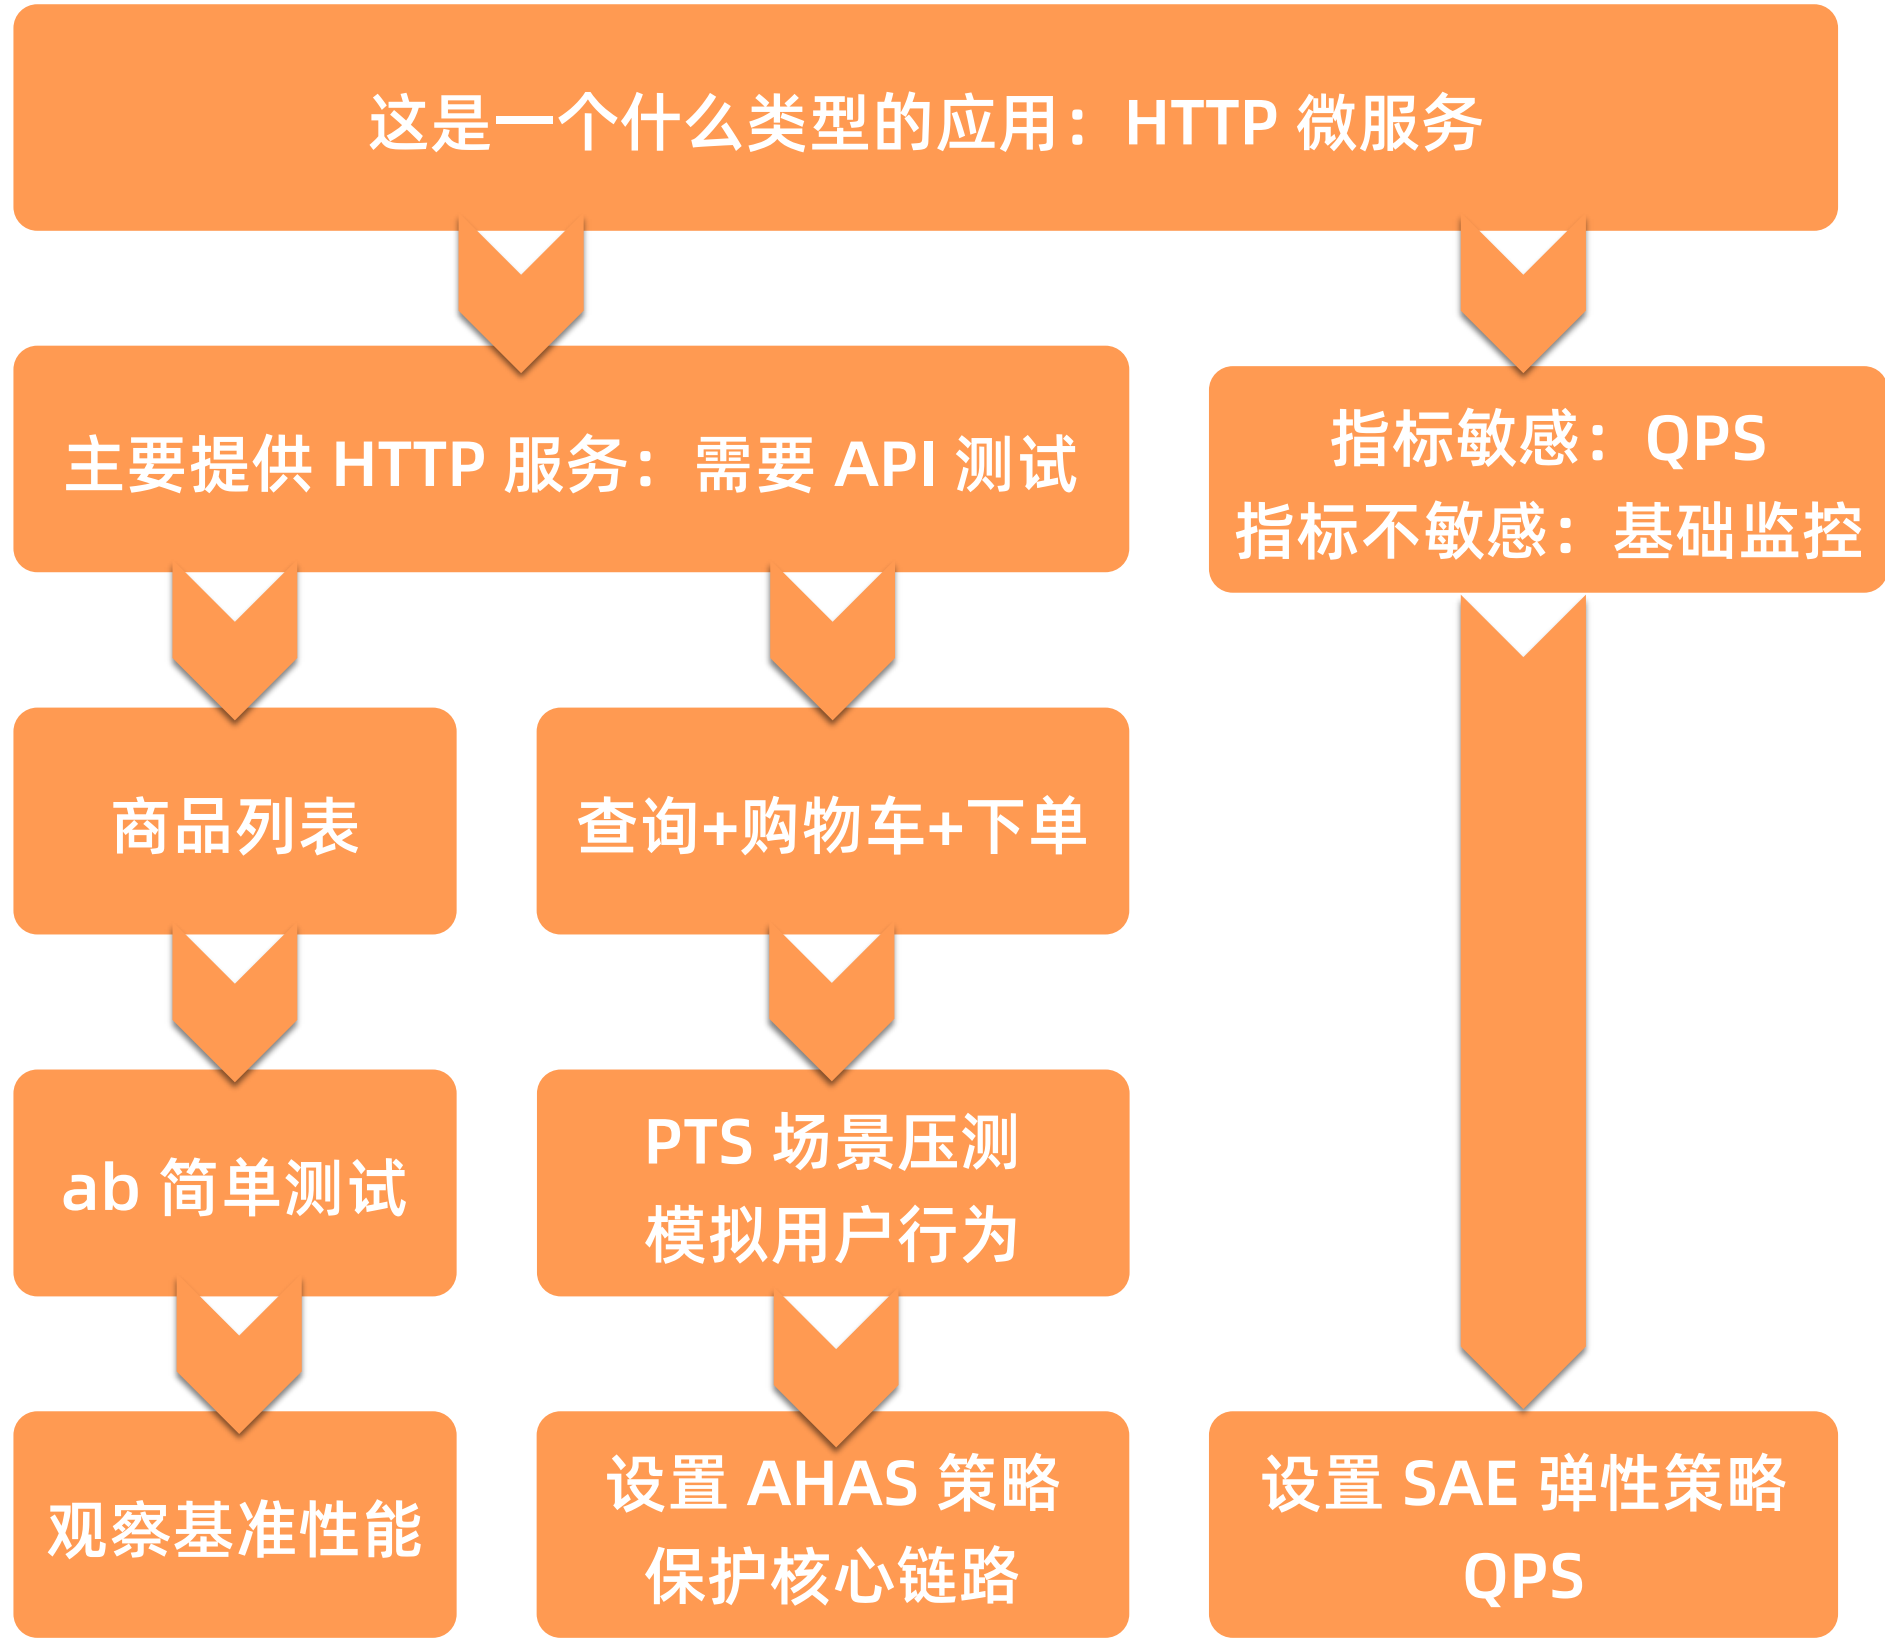 这是一个什么类型的应用：HTTP 微服务
主要提供 HTTP 服务：需要 API 测试
指标敏感：QPS
指标不敏感：基础监控
商品列表
查询+购物车+下单
ab 简单测试
PTS 场景压测
模拟用户行为
观察基准性能
设置 AHAS 策略
保护核心链路
设置 SAE 弹性策略
QPS